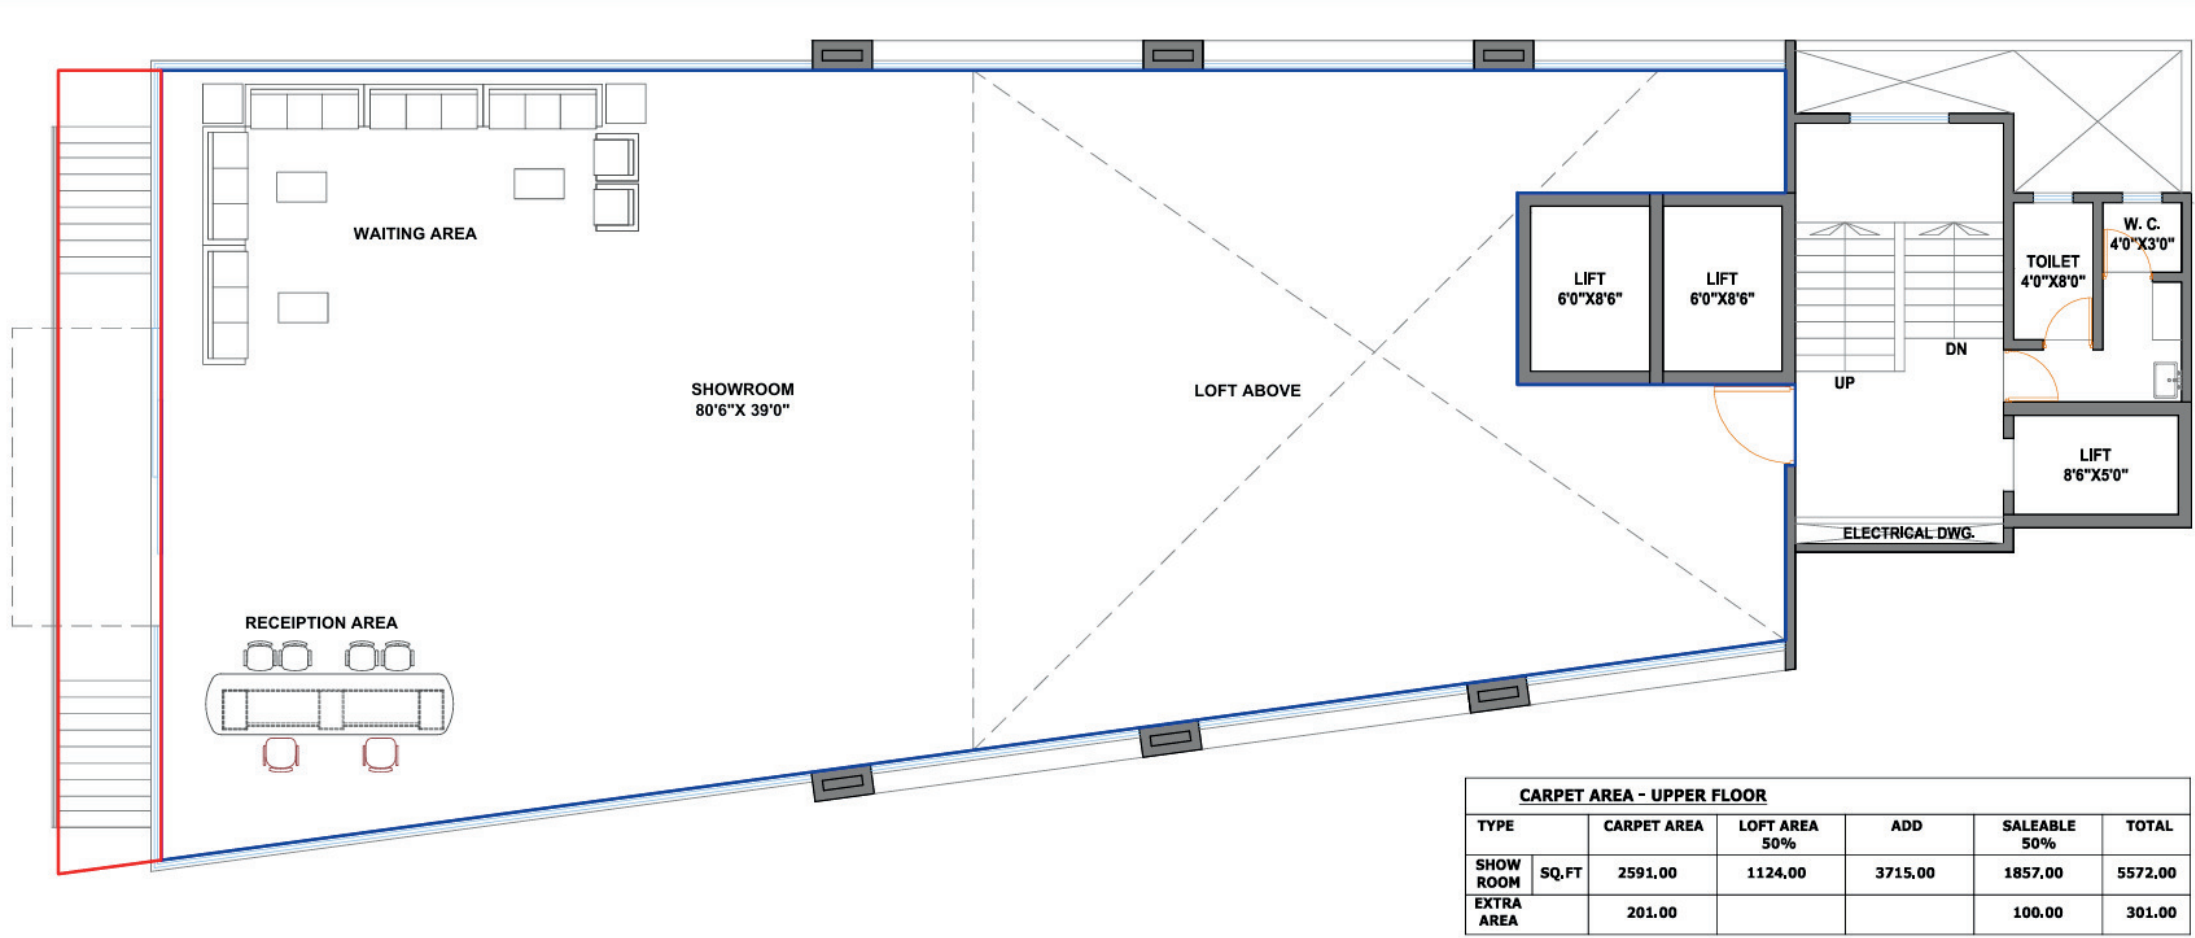 WAITING AREA
W. C.
4'0"X3'0"
TOILET
4'0"X8'0"
LIFT
6'0"X8'6"
LIFT
6'0"X8'6"
DN
UP
SHOWROOM
80'6"X 39'0"
LOFT ABOVE
LIFT
8'6"X5'0"
ELECTRICAL DWG.
RECEIPTION AREA
CARPET AREA - UPPER FLOOR
TYPE CARPET AREA LOFT AREA 50% ADD SALEABLE 50% TOTAL
SHOW ROOM SQ.FT 2591.00 1124.00 3715.00 1857.00 5572.00
EXTRA AREA 201.00 100.00 301.00